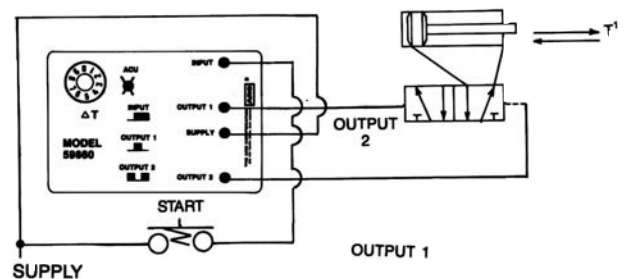 INPUT
ACU
ΔT
INPUT
OUTPUT 1
SUPPLY
OUTPUT 1
MODEL
59860
OUTPUT 2
OUTPUT 2
OUTPUT
2
T¹
T
T
START
OUTPUT 1
SUPPLY